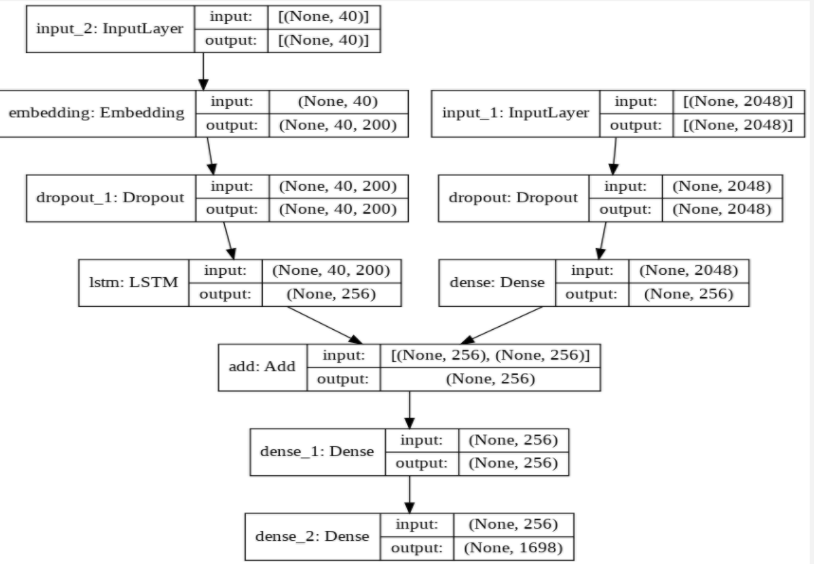 input_2: InputLayer
input: [(None, 40)]
output: [(None, 40)]
embedding: Embedding
input: (None, 40)
output: (None, 40, 200)
input_1: InputLayer
input: [(None, 2048)]
output: [(None, 2048)]
dropout_1: Dropout
input: (None, 40, 200)
output: (None, 40, 200)
dropout: Dropout
input: (None, 2048)
output: (None, 2048)
lstm: LSTM
input: (None, 40, 200)
output: (None, 256)
dense: Dense
input: (None, 2048)
output: (None, 256)
add: Add
input: [(None, 256), (None, 256)]
output: (None, 256)
dense_1: Dense
input: (None, 256)
output: (None, 256)
dense_2: Dense
input: (None, 256)
output: (None, 1698)